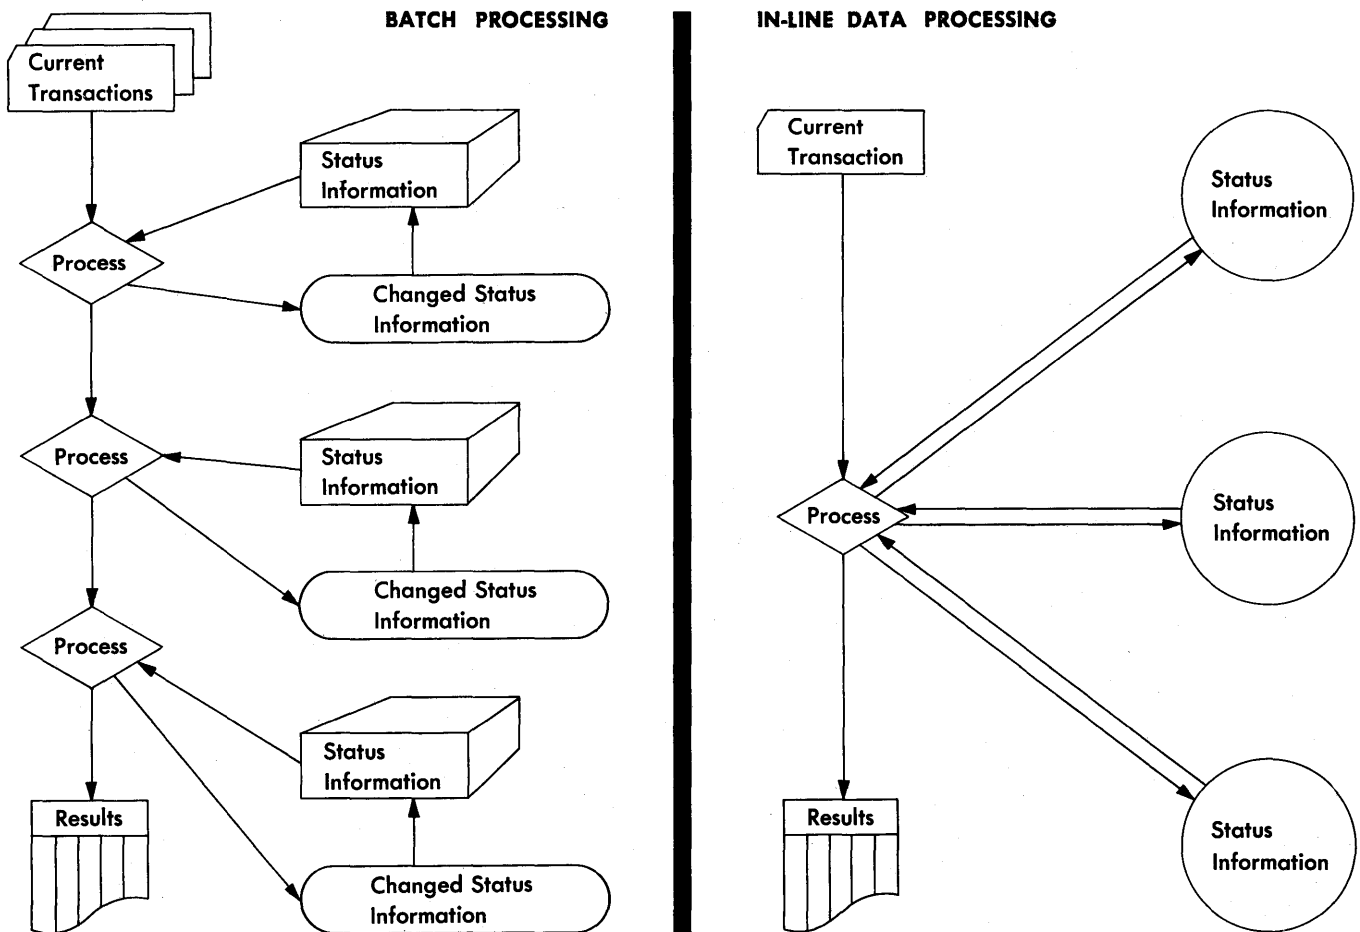 BATCH PROCESSING
Current
Transactions
Status
Information
Process
Changed Status
Information
Status
Information
Process
Changed Status
Information
Process
Status
Information
Results
Changed Status
Information
IN-LINE DATA PROCESSING
Current
Transaction
Status
Information
Process
Status
Information
Results
Status
Information